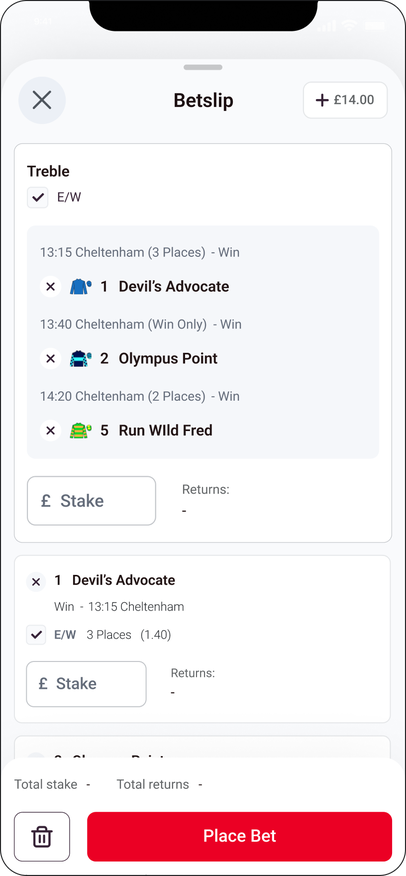 Betslip
+ £14.00
Treble
E/W
13:15 Cheltenham (3 Places) - Win
1 Devil's Advocate
13:40 Cheltenham (Win Only) - Win
2 Olympus Point
14:20 Cheltenham (2 Places) - Win
5 Run WIld Fred
£ Stake
Returns:
-
1 Devil's Advocate
Win - 13:15 Cheltenham
E/W 3 Places (1.40)
£ Stake
Returns:
-
Total stake - Total returns -
Place Bet